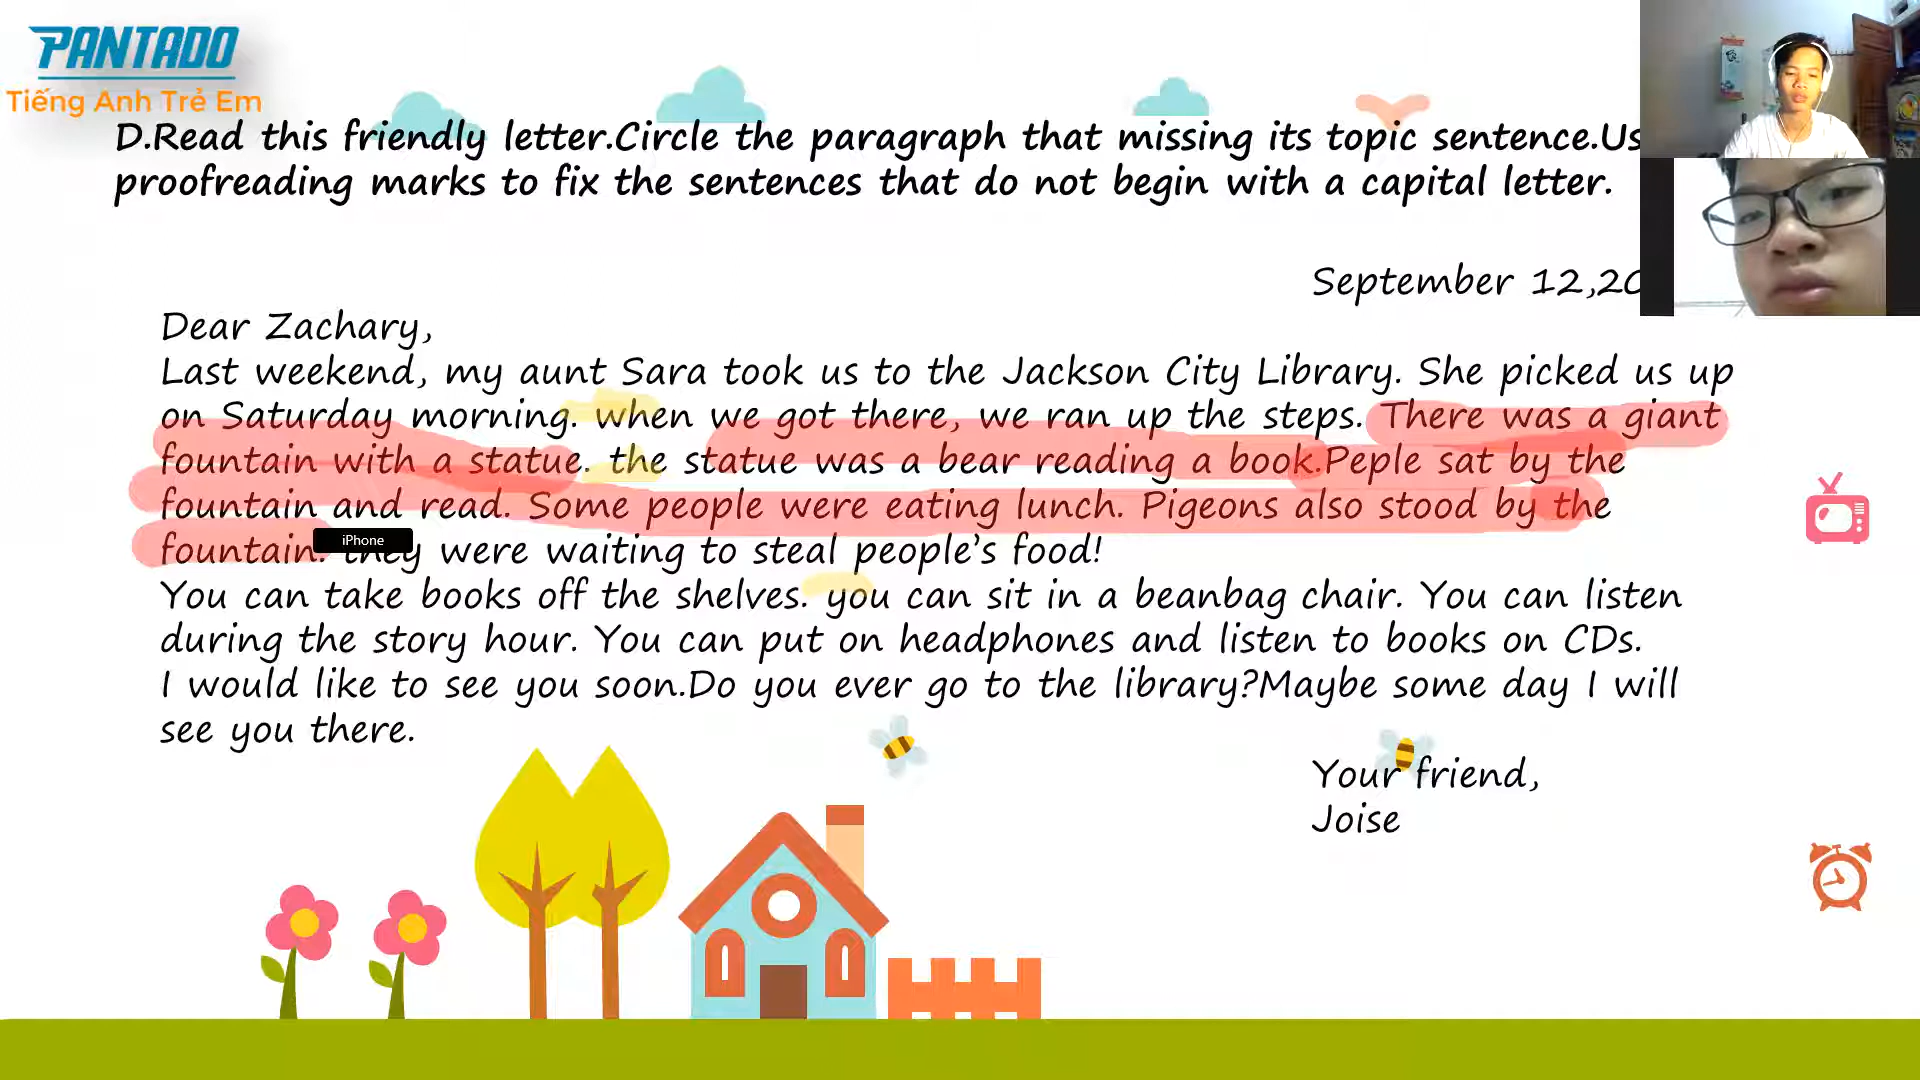 PANTADO
Tiếng Anh Trẻ Em
D.Read this friendly letter.Circle the paragraph that missing its topic sentence.Us
proofreading marks to fix the sentences that do not begin with a capital letter.
September 12,20
Dear Zachary,
Last weekend, my aunt Sara took us to the Jackson City Library. She picked us up
on Saturday morning. when we got there, we ran up the steps. There was a giant
fountain with a statue. the statue was a bear reading a book.Peple sat by the
fountain and read. Some people were eating lunch. Pigeons also stood by the
fountain. they were waiting to steal people's food!
iPhone
You can take books off the shelves. you can sit in a beanbag chair. You can listen
during the story hour. You can put on headphones and listen to books on CDs.
I would like to see you soon.Do you ever go to the library?Maybe some day I will
see you there.
Your friend,
Joise